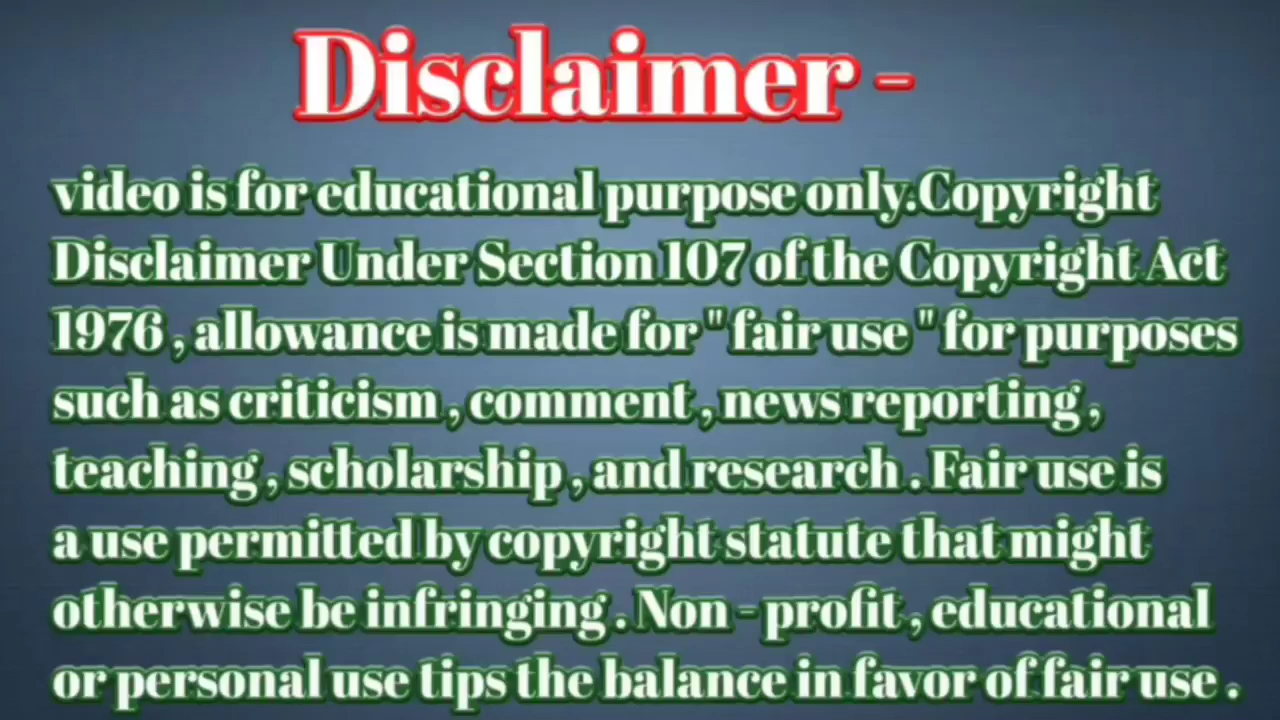 Disclaimer -
video is for educational purpose only.Copyright
Disclaimer Under Section 107 of the Copyright Act
1976 , allowance is made for " fair use " for purposes
such as criticism , comment , news reporting ,
teaching , scholarship , and research . Fair use is
a use permitted by copyright statute that might
otherwise be infringing . Non - profit , educational
or personal use tips the balance in favor of fair use .